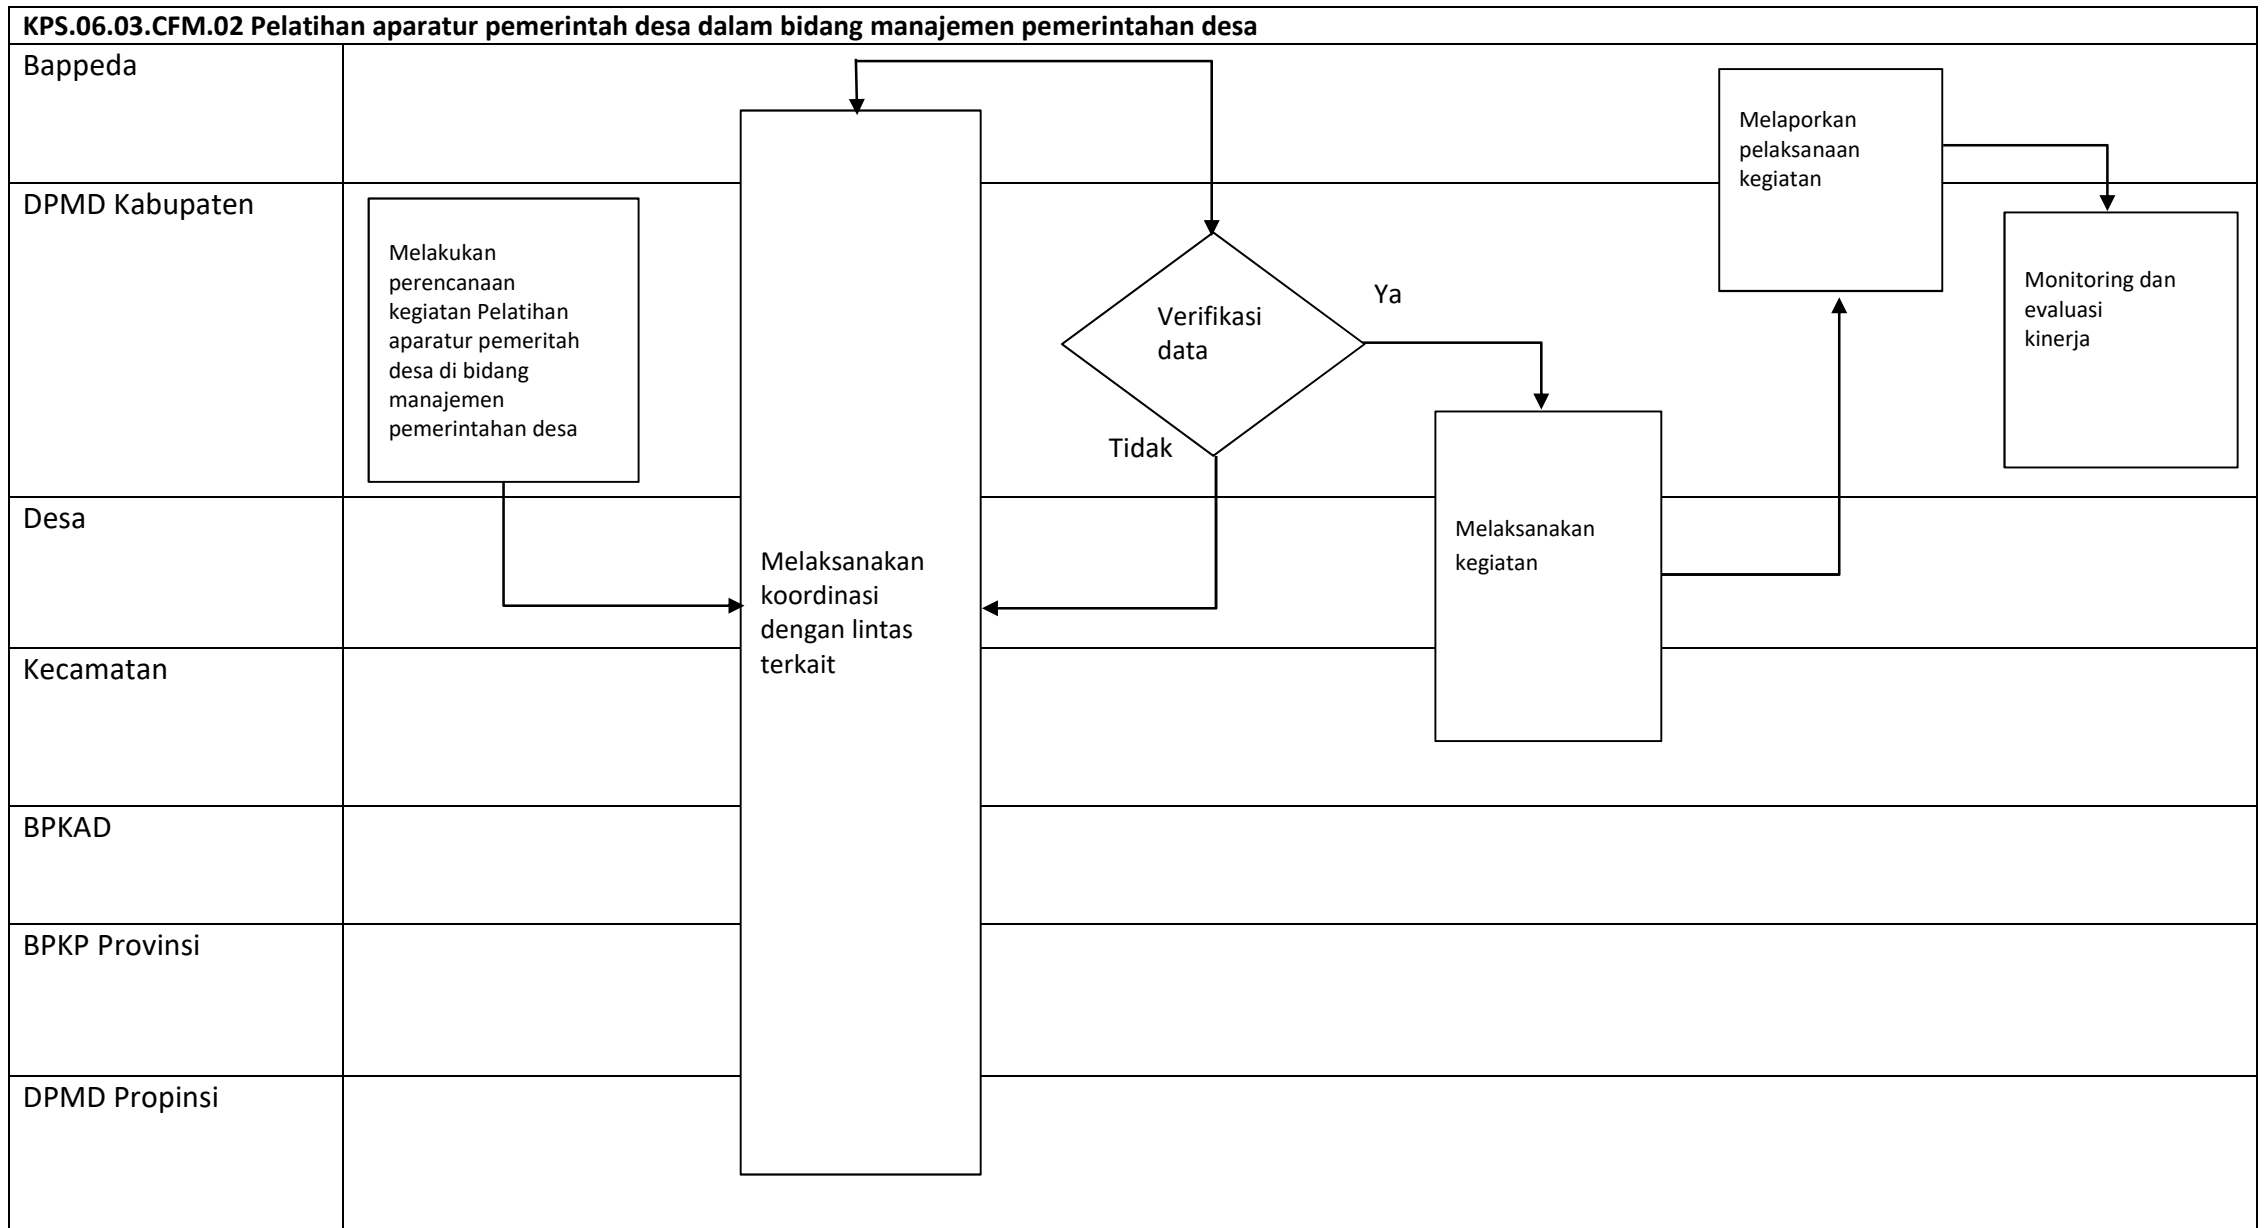 KPS.06.03.CFM.02 Pelatihan aparatur pemerintah desa dalam bidang manajemen pemerintahan desa
Bappeda
DPMD Kabupaten
Desa
Kecamatan
BPKAD
BPKP Provinsi
DPMD Propinsi
Melakukan
perencanaan
kegiatan Pelatihan
aparatur pemeritah
desa di bidang
manajemen
pemerintahan desa
Melaksanakan
koordinasi
dengan lintas
terkait
Verifikasi
data
Ya
Tidak
Melaksanakan
kegiatan
Melaporkan
pelaksanaan
kegiatan
Monitoring dan
evaluasi
kinerja